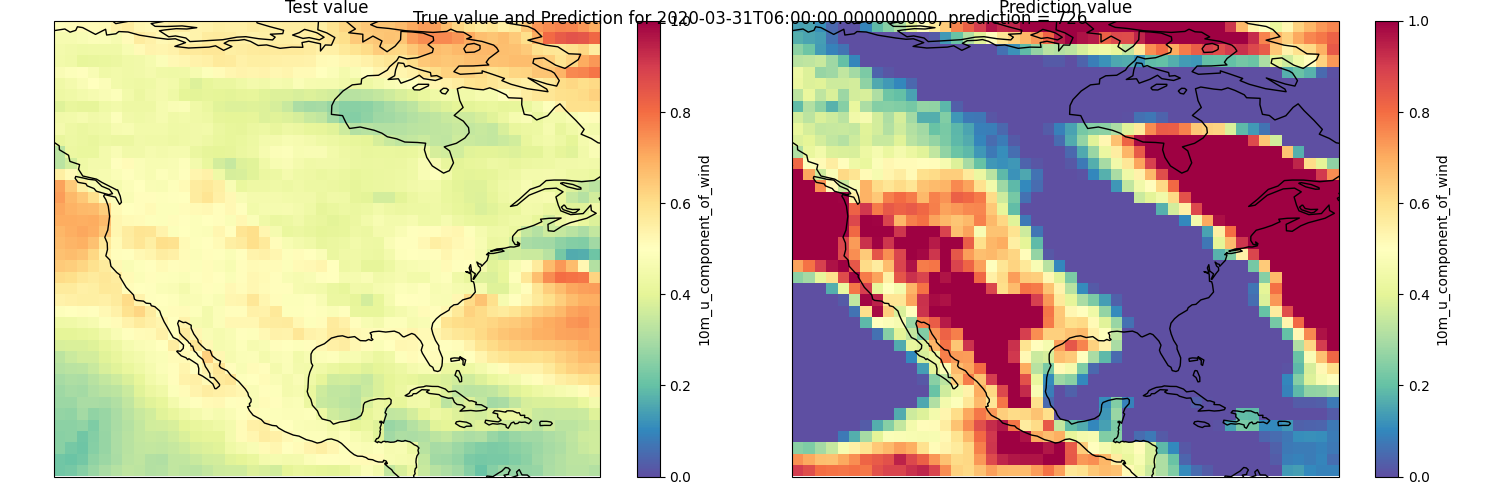 Test value
True value and Prediction for 2020-03-31T06:00:00.000000000, prediction = 726
Prediction value
1.0
0.8
0.6
0.4
0.2
0.0
10m_u_component_of_wind
1.0
0.8
0.6
0.4
0.2
0.0
10m_u_component_of_wind